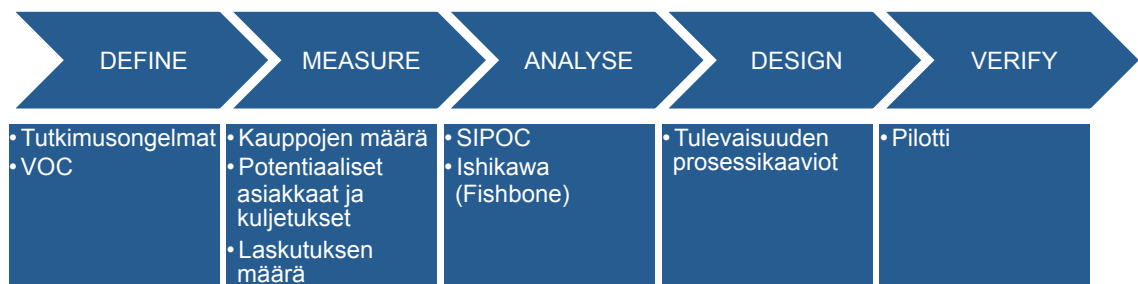 DEFINE
MEASURE
ANALYSE
DESIGN
VERIFY
• Tutkimusongelmat
• VOC
• Kauppojen määrä
• Potentiaaliset
asiakkaat ja
kuljetukset
• Laskutuksen
määrä
• SIPOC
• Ishikawa
(Fishbone)
• Tulevaisuuden
prosessikaaviot
• Pilotti